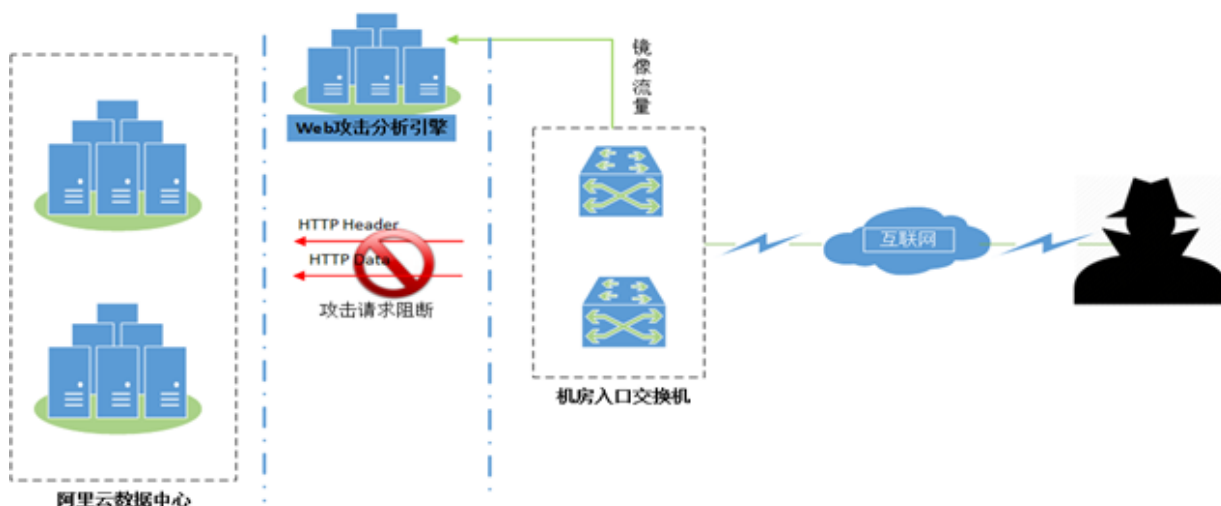 镜像流量
Web攻击分析引擎
HTTP Header
HTTP Data
攻击请求阻断
互联网
机房入口交换机
阿里云数据中心